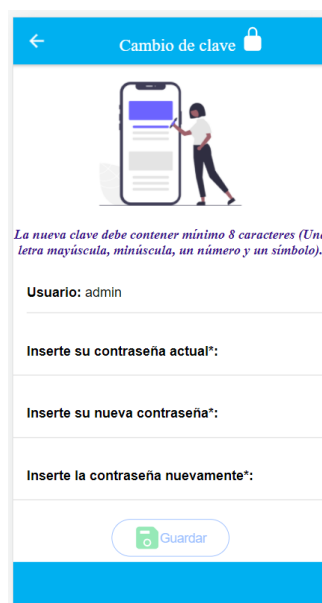 Cambio de clave
La nueva clave debe contener mínimo 8 caracteres (Una
letra mayúscula, minúscula, un número y un símbolo).
Usuario: admin
Inserte su contraseña actual*:
Inserte su nueva contraseña*:
Inserte la contraseña nuevamente*:
Guardar